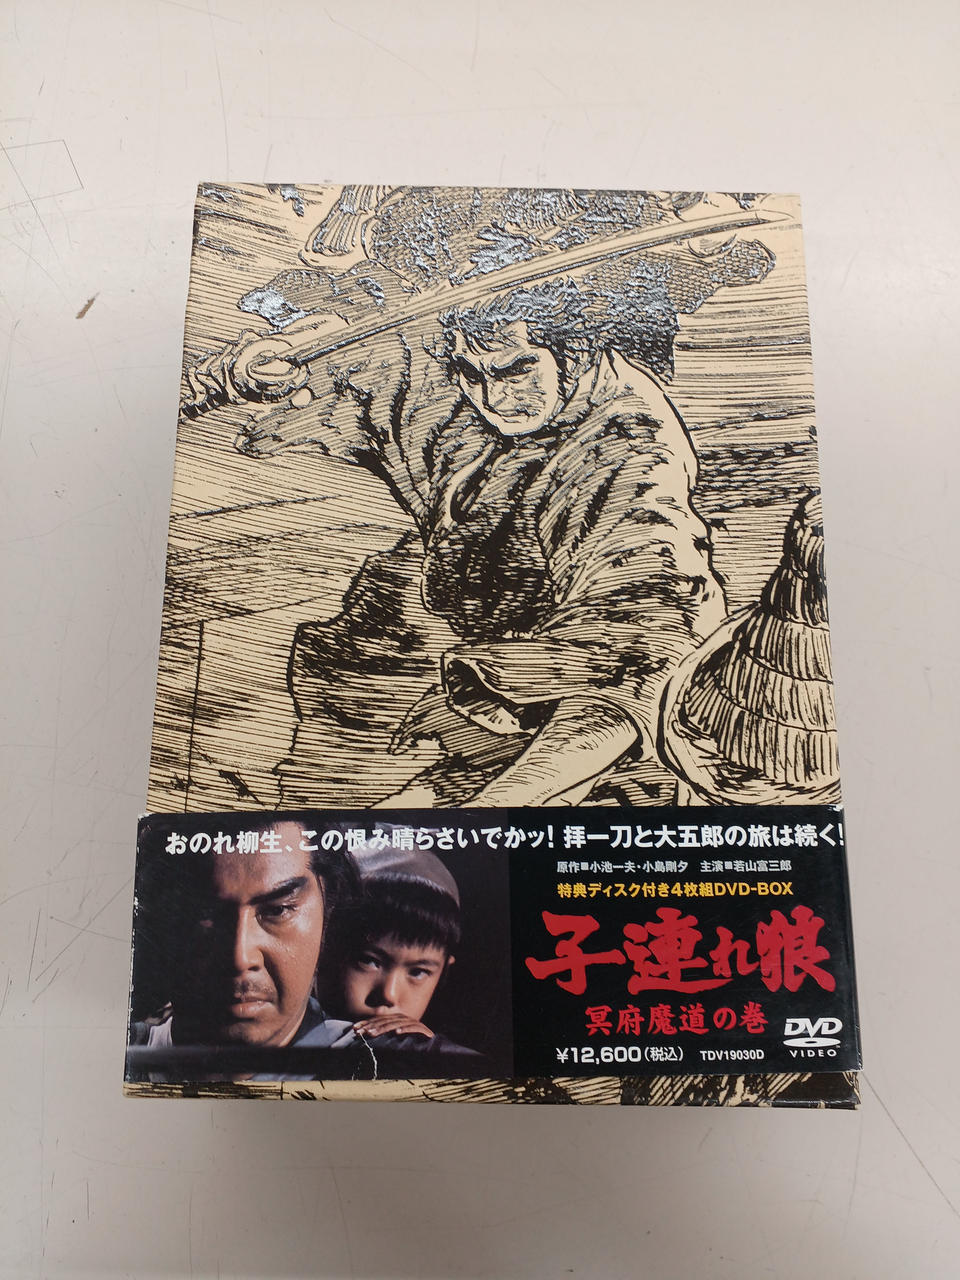 おのれ柳生、この恨み晴らさいでかッ! 拝一刀と大五郎の旅は続く!
原作■小池一夫・小島剛夕 主演■若山富三郎
特典ディスク付き4枚組DVD-BOX
子連れ狼
冥府魔道の巻
¥12,600(税込) TDV19030D
DVD
VIDEO